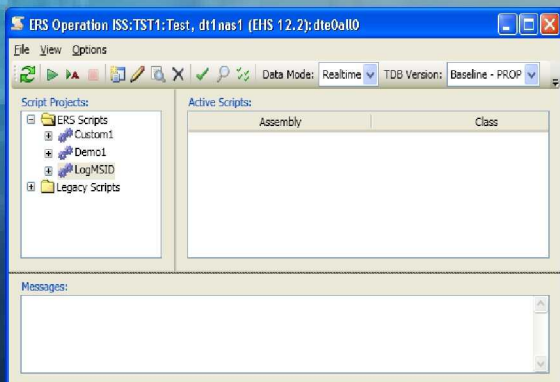 ERS Operation ISS:TST1:Test, dt1nas1 (EHS 12.2):dte0all0
File View Options
Data Mode: Realtime TDB Version: Baseline - PROP
Script Projects:
ERS Scripts
Custom1
Demo1
LogMSID
Legacy Scripts
Active Scripts:
Assembly Class
Messages: